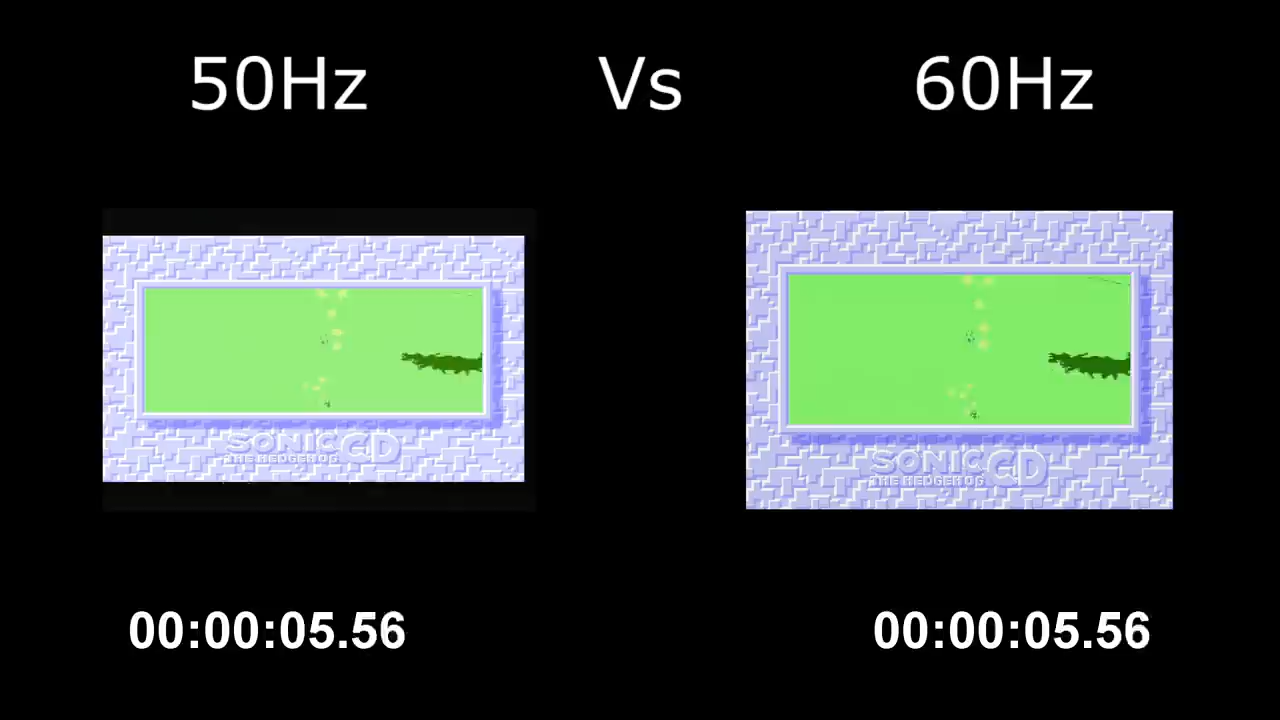 50Hz Vs 60Hz
SONIC CD
THE HEDGEHOG
SONIC CD
THE HEDGEHOG
00:00:05.56 00:00:05.56